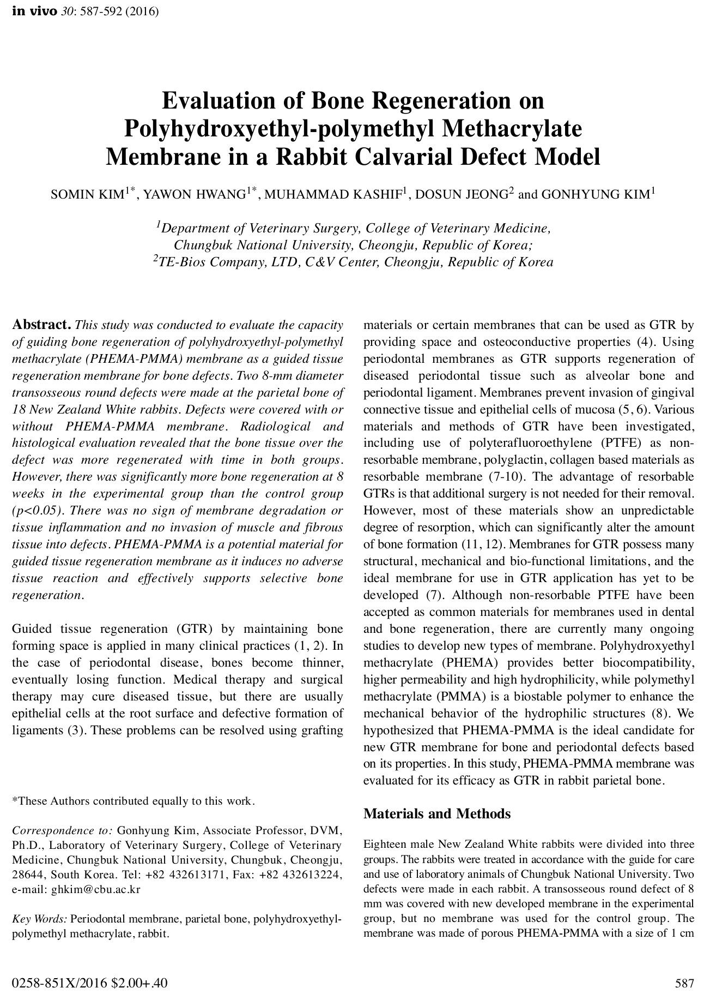 in vivo 30: 587-592 (2016)
Evaluation of Bone Regeneration on
Polyhydroxyethyl-polymethyl Methacrylate
Membrane in a Rabbit Calvarial Defect Model
SOMIN KIM1*, YAWON HWANG1*, MUHAMMAD KASHIF1, DOSUN JEONG2 and GONHYUNG KIM1
1Department of Veterinary Surgery, College of Veterinary Medicine,
Chungbuk National University, Cheongju, Republic of Korea;
2TE-Bios Company, LTD, C&V Center, Cheongju, Republic of Korea
Abstract. This study was conducted to evaluate the capacity
of guiding bone regeneration of polyhydroxyethyl-polymethyl
methacrylate (PHEMA-PMMA) membrane as a guided tissue
regeneration membrane for bone defects. Two 8-mm diameter
transosseous round defects were made at the parietal bone of
18 New Zealand White rabbits. Defects were covered with or
without PHEMA-PMMA membrane. Radiological and
histological evaluation revealed that the bone tissue over the
defect was more regenerated with time in both groups.
However, there was significantly more bone regeneration at 8
weeks in the experimental group than the control group
(p<0.05). There was no sign of membrane degradation or
tissue inflammation and no invasion of muscle and fibrous
tissue into defects. PHEMA-PMMA is a potential material for
guided tissue regeneration membrane as it induces no adverse
tissue reaction and effectively supports selective bone
regeneration.
Guided tissue regeneration (GTR) by maintaining bone
forming space is applied in many clinical practices (1, 2). In
the case of periodontal disease, bones become thinner,
eventually losing function. Medical therapy and surgical
therapy may cure diseased tissue, but there are usually
epithelial cells at the root surface and defective formation of
ligaments (3). These problems can be resolved using grafting
*These Authors contributed equally to this work.
Correspondence to: Gonhyung Kim, Associate Professor, DVM,
Ph.D., Laboratory of Veterinary Surgery, College of Veterinary
Medicine, Chungbuk National University, Chungbuk, Cheongju,
28644, South Korea. Tel: +82 432613171, Fax: +82 432613224,
e-mail: ghkim@cbu.ac.kr
Key Words: Periodontal membrane, parietal bone, polyhydroxyethyl-
polymethyl methacrylate, rabbit.
materials or certain membranes that can be used as GTR by
providing space and osteoconductive properties (4). Using
periodontal membranes as GTR supports regeneration of
diseased periodontal tissue such as alveolar bone and
periodontal ligament. Membranes prevent invasion of gingival
connective tissue and epithelial cells of mucosa (5, 6). Various
materials and methods of GTR have been investigated,
including use of polyterafluoroethylene (PTFE) as non-
resorbable membrane, polyglactin, collagen based materials as
resorbable membrane (7-10). The advantage of resorbable
GTRs is that additional surgery is not needed for their removal.
However, most of these materials show an unpredictable
degree of resorption, which can significantly alter the amount
of bone formation (11, 12). Membranes for GTR possess many
structural, mechanical and bio-functional limitations, and the
ideal membrane for use in GTR application has yet to be
developed (7). Although non-resorbable PTFE have been
accepted as common materials for membranes used in dental
and bone regeneration, there are currently many ongoing
studies to develop new types of membrane. Polyhydroxyethyl
methacrylate (PHEMA) provides better biocompatibility,
higher permeability and high hydrophilicity, while polymethyl
methacrylate (PMMA) is a biostable polymer to enhance the
mechanical behavior of the hydrophilic structures (8). We
hypothesized that PHEMA-PMMA is the ideal candidate for
new GTR membrane for bone and periodontal defects based
on its properties. In this study, PHEMA-PMMA membrane was
evaluated for its efficacy as GTR in rabbit parietal bone.
Materials and Methods
Eighteen male New Zealand White rabbits were divided into three
groups. The rabbits were treated in accordance with the guide for care
and use of laboratory animals of Chungbuk National University. Two
defects were made in each rabbit. A transosseous round defect of 8
mm was covered with new developed membrane in the experimental
group, but no membrane was used for the control group. The
membrane was made of porous PHEMA-PMMA with a size of 1 cm
0258-851X/2016 $2.00+.40
587